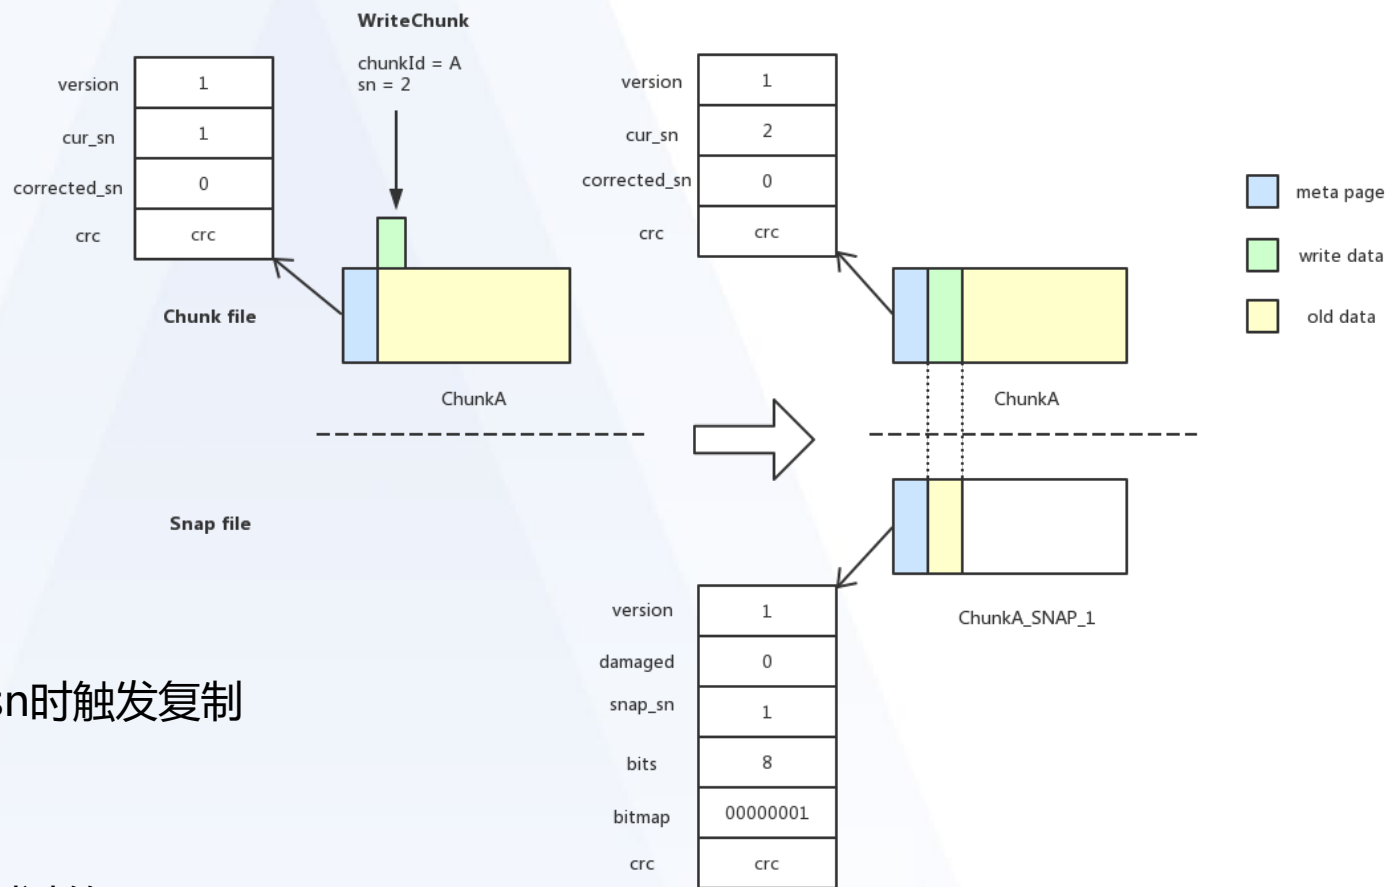 WriteChunk
chunkId = A
sn = 2
version 1
cur_sn 1
corrected_sn 0
crc crc
Chunk file
ChunkA
version 1
cur_sn 2
corrected_sn 0
crc crc
ChunkA
meta page
write data
old data
Snap file
ChunkA_SNAP_1
version 1
damaged 0
snap_sn 1
bits 8
bitmap 00000001
crc crc
sn时触发复制